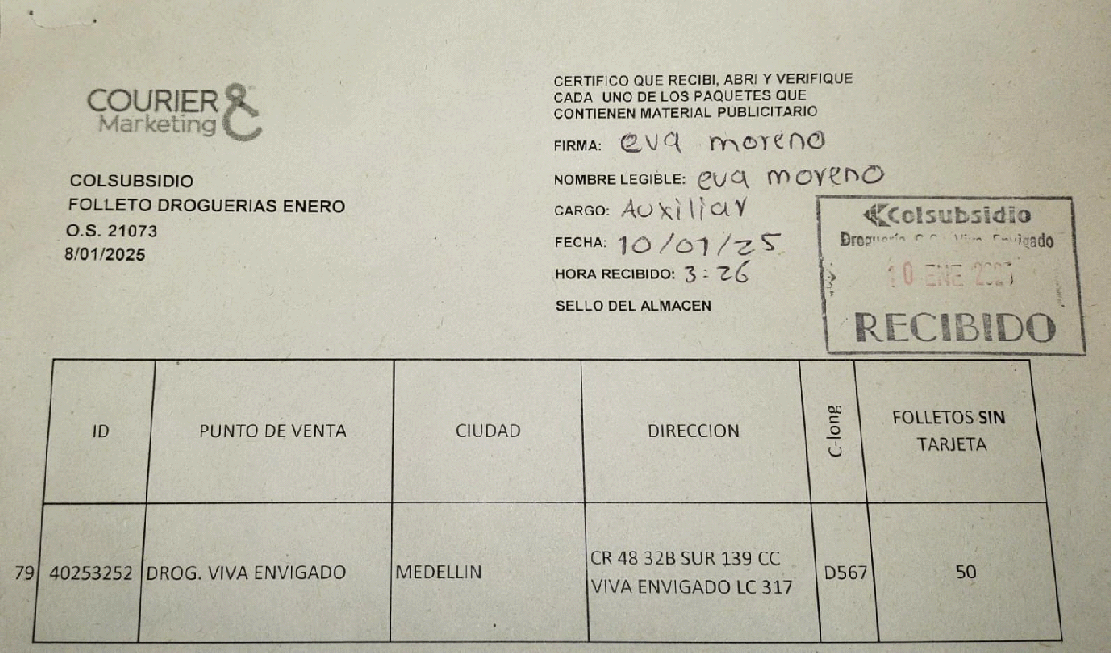 COURIER
Marketing
COLSUBSIDIO
FOLLETO DROGUERIAS ENERO
O.S. 21073
8/01/2025
CERTIFICO QUE RECIBI, ABRI Y VERIFIQUE
CADA UNO DE LOS PAQUETES QUE
CONTIENEN MATERIAL PUBLICITARIO
FIRMA: eva moreno
NOMBRE LEGIBLE: eva moreno
CARGO: Auxiliar
FECHA: 10/01/25
HORA RECIBIDO: 3:26
SELLO DEL ALMACEN
Colsubsidio
Envigado
10 ENE
RECIBIDO
ID PUNTO DE VENTA CIUDAD DIRECCION C-long FOLLETOS SIN
TARJETA
79 40253252 DROG. VIVA ENVIGADO MEDELLIN CR 48 32B SUR 139 CC
VIVA ENVIGADO LC 317 D567 50